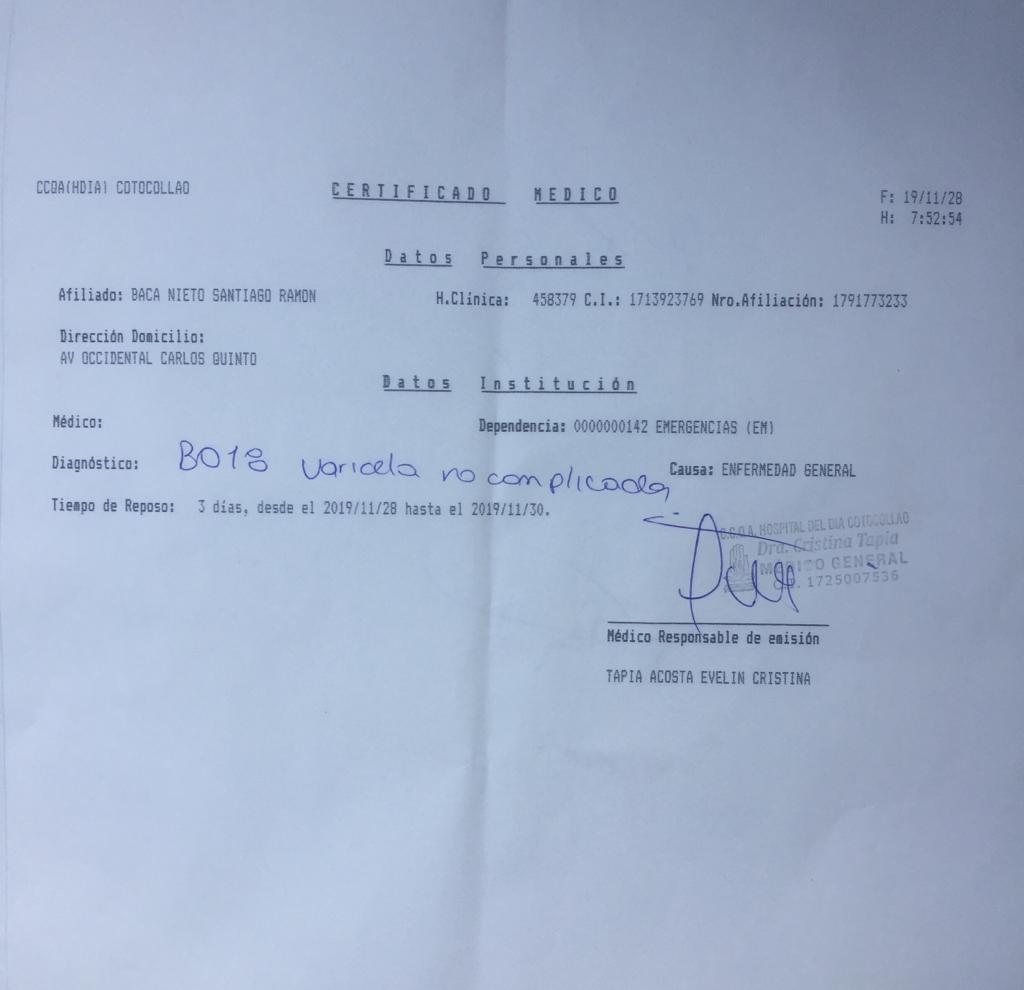 CCQA(HDIA) COTOCOLLAO
CERTIFICADO MEDICO
F: 19/11/28
H: 7:52:54
Datos Personales
Afiliado: BACA NIETO SANTIAGO RAMON H.Clínica: 458379 C.I.: 1713923769 Nro.Afiliación: 1791773233
Dirección Domicilio:
AV OCCIDENTAL CARLOS QUINTO
Datos Institución
Médico: Dependencia: 0000000142 EMERGENCIAS (EM)
Diagnóstico: B018 varicela no complicada Causa: ENFERMEDAD GENERAL
Tiempo de Reposo: 3 días, desde el 2019/11/28 hasta el 2019/11/30.
HOSPITAL DEL DIA COTOCOLLAO
Dra. Cristina Tapia
MEDICO GENERAL
1725007536
Médico Responsable de emisión
TAPIA ACOSTA EVELIN CRISTINA